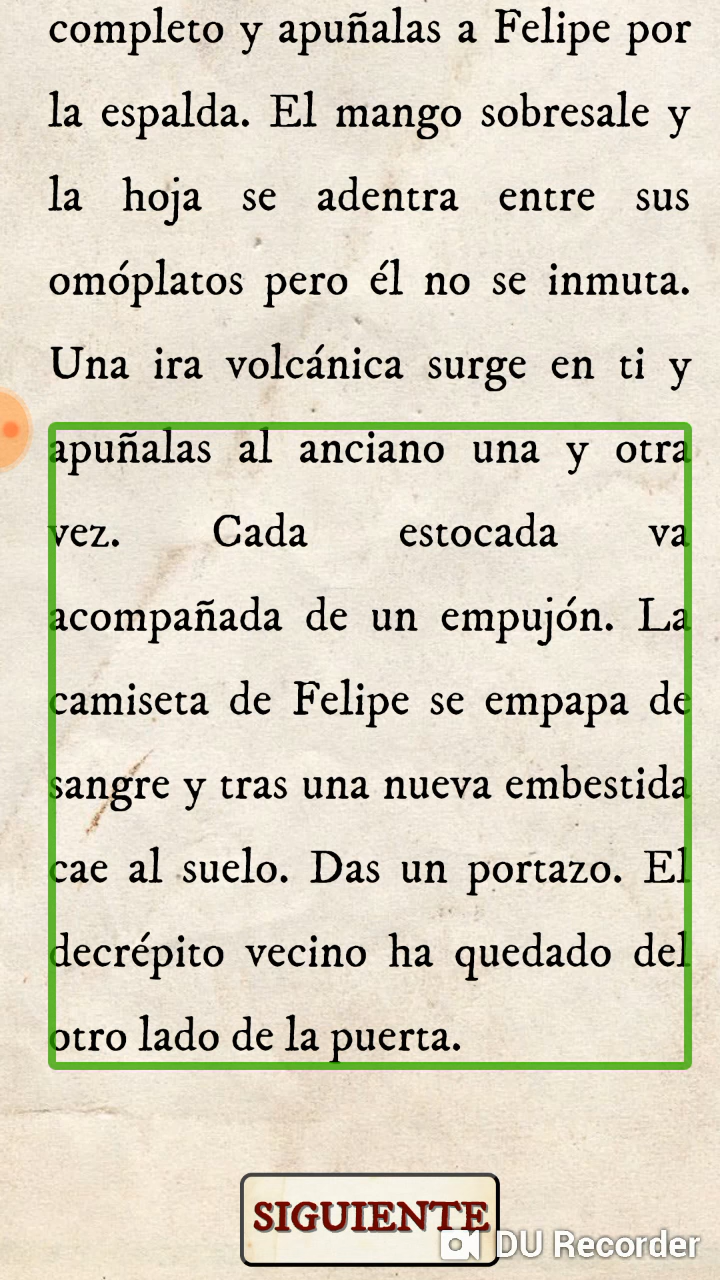 completo y apuñalas a Felipe por
la espalda. El mango sobresale y
la hoja se adentra entre sus
omóplatos pero él no se inmuta.
Una ira volcánica surge en ti y
apuñalas al anciano una y otra
vez. Cada estocada va
acompañada de un empujón. La
camiseta de Felipe se empapa de
sangre y tras una nueva embestida
cae al suelo. Das un portazo. El
decrépito vecino ha quedado del
otro lado de la puerta.
SIGUIENTE
DU Recorder